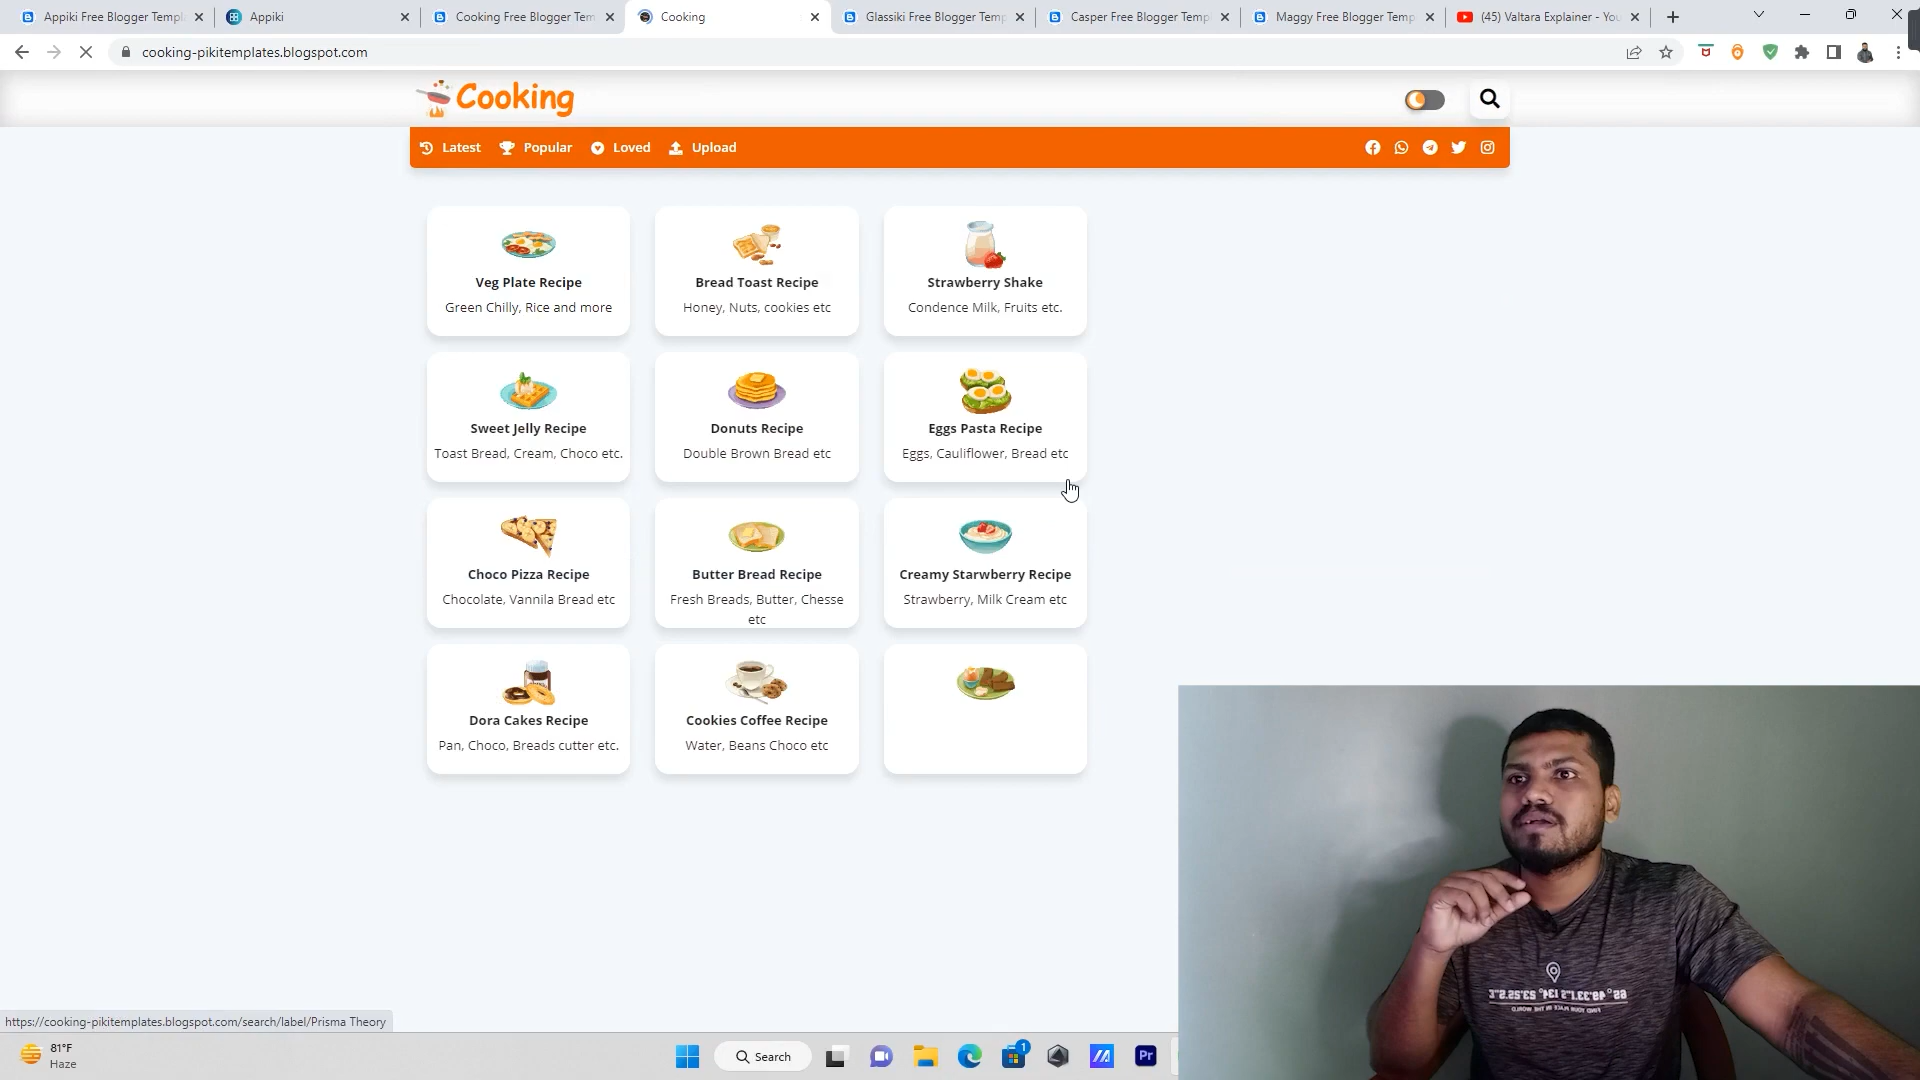 Appiki Free Blogger Templ
Appiki
Cooking Free Blogger Tem
Cooking
Glassiki Free Blogger Temp
Casper Free Blogger Templ
Maggy Free Blogger Temp
(45) Valtara Explainer - You
cooking-pikitemplates.blogspot.com
Cooking
Latest
Popular
Loved
Upload
Veg Plate Recipe
Green Chilly, Rice and more
Bread Toast Recipe
Honey, Nuts, cookies etc
Strawberry Shake
Condence Milk, Fruits etc.
Sweet Jelly Recipe
Toast Bread, Cream, Choco etc.
Donuts Recipe
Double Brown Bread etc
Eggs Pasta Recipe
Eggs, Cauliflower, Bread etc
Choco Pizza Recipe
Chocolate, Vannila Bread etc
Butter Bread Recipe
Fresh Breads, Butter, Chesse
etc
Creamy Starwberry Recipe
Strawberry, Milk Cream etc
Dora Cakes Recipe
Pan, Choco, Breads cutter etc.
Cookies Coffee Recipe
Water, Beans Choco etc
https://cooking-pikitemplates.blogspot.com/search/label/Prisma Theory
81°F
Haze
Search
1
Pr